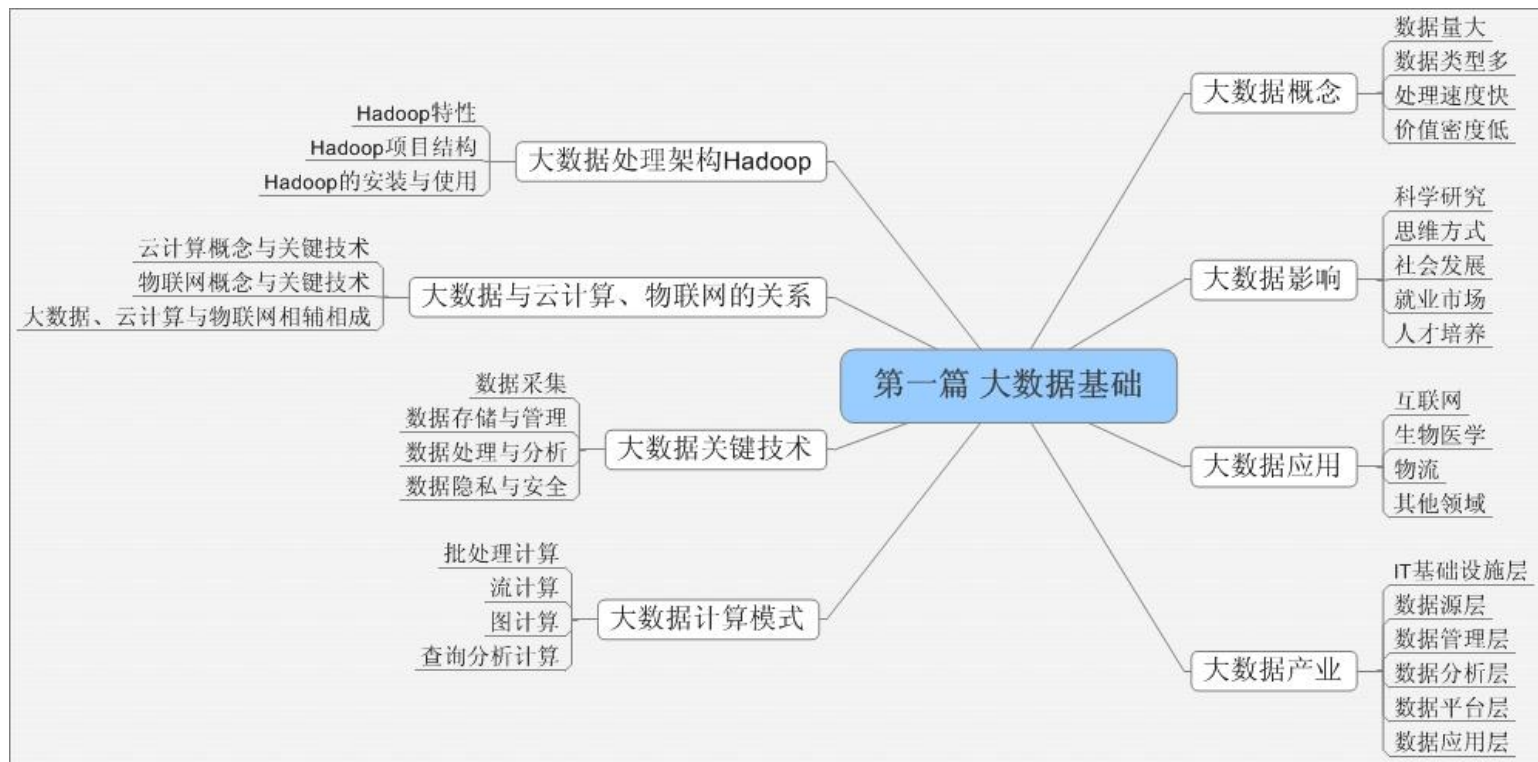 第一篇 大数据基础
大数据概念
数据量大
数据类型多
处理速度快
价值密度低
大数据影响
科学研究
思维方式
社会发展
就业市场
人才培养
大数据应用
互联网
生物医学
物流
其他领域
大数据产业
IT基础设施层
数据源层
数据管理层
数据分析层
数据平台层
数据应用层
大数据处理架构Hadoop
Hadoop特性
Hadoop项目结构
Hadoop的安装与使用
大数据与云计算、物联网的关系
云计算概念与关键技术
物联网概念与关键技术
大数据、云计算与物联网相辅相成
大数据关键技术
数据采集
数据存储与管理
数据处理与分析
数据隐私与安全
大数据计算模式
批处理计算
流计算
图计算
查询分析计算